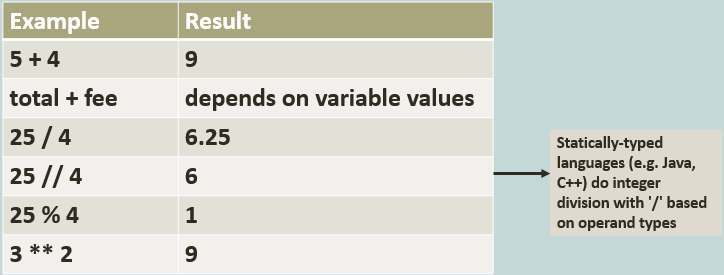 Example Result
5 + 4 9
total + fee depends on variable values
25 / 4 6.25
25 // 4 6
25 % 4 1
3 ** 2 9
Statically-typed
languages (e.g. Java,
C++) do integer
division with '/' based
on operand types